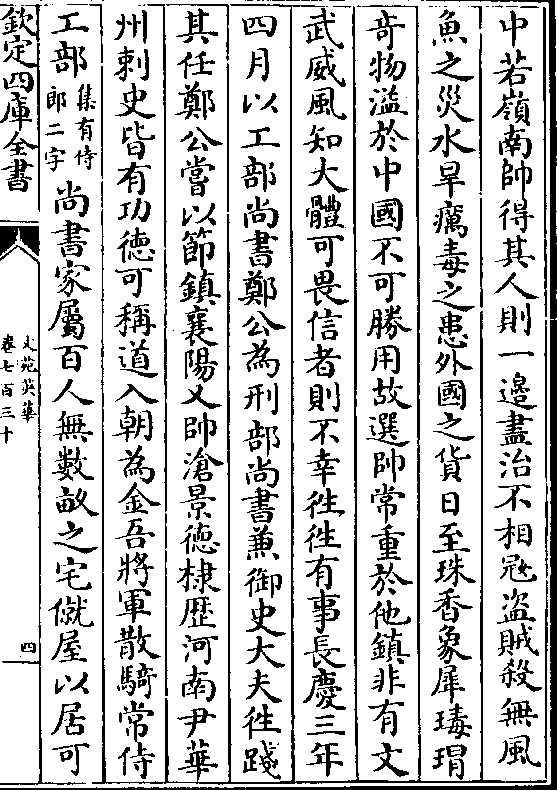 中若嶺南帥得其人則一邊盡治不相冦盗賊殺無風
魚之災水旱癘毒之患外國之貨日至珠香象犀瑇瑁
竒物溢於中國不可勝用故選帥常重於他鎮非有文
武威風知大體可畏信者則不幸徃徃有事長慶三年
四月以工部尚書鄭公為刑部尚書兼御史大夫徃踐
其任鄭公嘗以節鎮襄陽乂帥滄景德棣歴河南尹華
州刺史皆有功德可稱道入朝為金吾將軍散騎常侍
工部集有侍郎二字尚書家屬百人無數畝之宅僦屋以居可
欽定四庫全書
文苑英華
卷七百三十
四